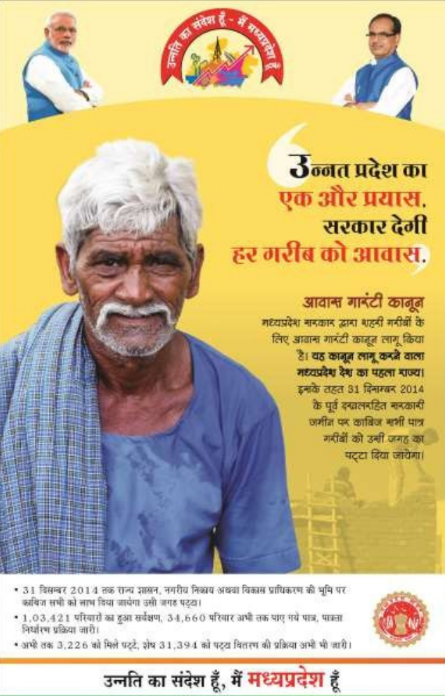 उन्नति का संदेश हूँ - मैं मध्यप्रदेश हूँ
उन्नत प्रदेश का
एक और प्रयास,
सरकार देगी
हर गरीब को आवास.
आवास गारंटी कानून
मध्यप्रदेश सरकार द्वारा शहरी गरीबों के
लिए आवास गारंटी कानून लागू किया
है। यह कानून लागू करने वाला
मध्यप्रदेश देश का पहला राज्य।
इसके तहत 31 दिसम्बर 2014
के पूर्व दखलरहित सरकारी
जमीन पर काबिज सभी पात्र
गरीबों को उसी जगह का
पट्टा दिया जायेगा।
• 31 दिसम्बर 2014 तक राज्य शासन, नगरीय निकाय अथवा विकास प्राधिकरण की भूमि पर
काबिज सभी को लाभ दिया जायेगा उसी जगह पट्टा।
• 1,03,421 परिवारों का हुआ सर्वेक्षण, 34,660 परिवार अभी तक पाए गये पात्र, पात्रता
निर्धारण प्रक्रिया जारी।
• अभी तक 3,226 को मिले पट्टे, शेष 31,394 को पट्टा वितरण की प्रक्रिया अभी भी जारी।
उन्नति का संदेश हूँ, मैं मध्यप्रदेश हूँ